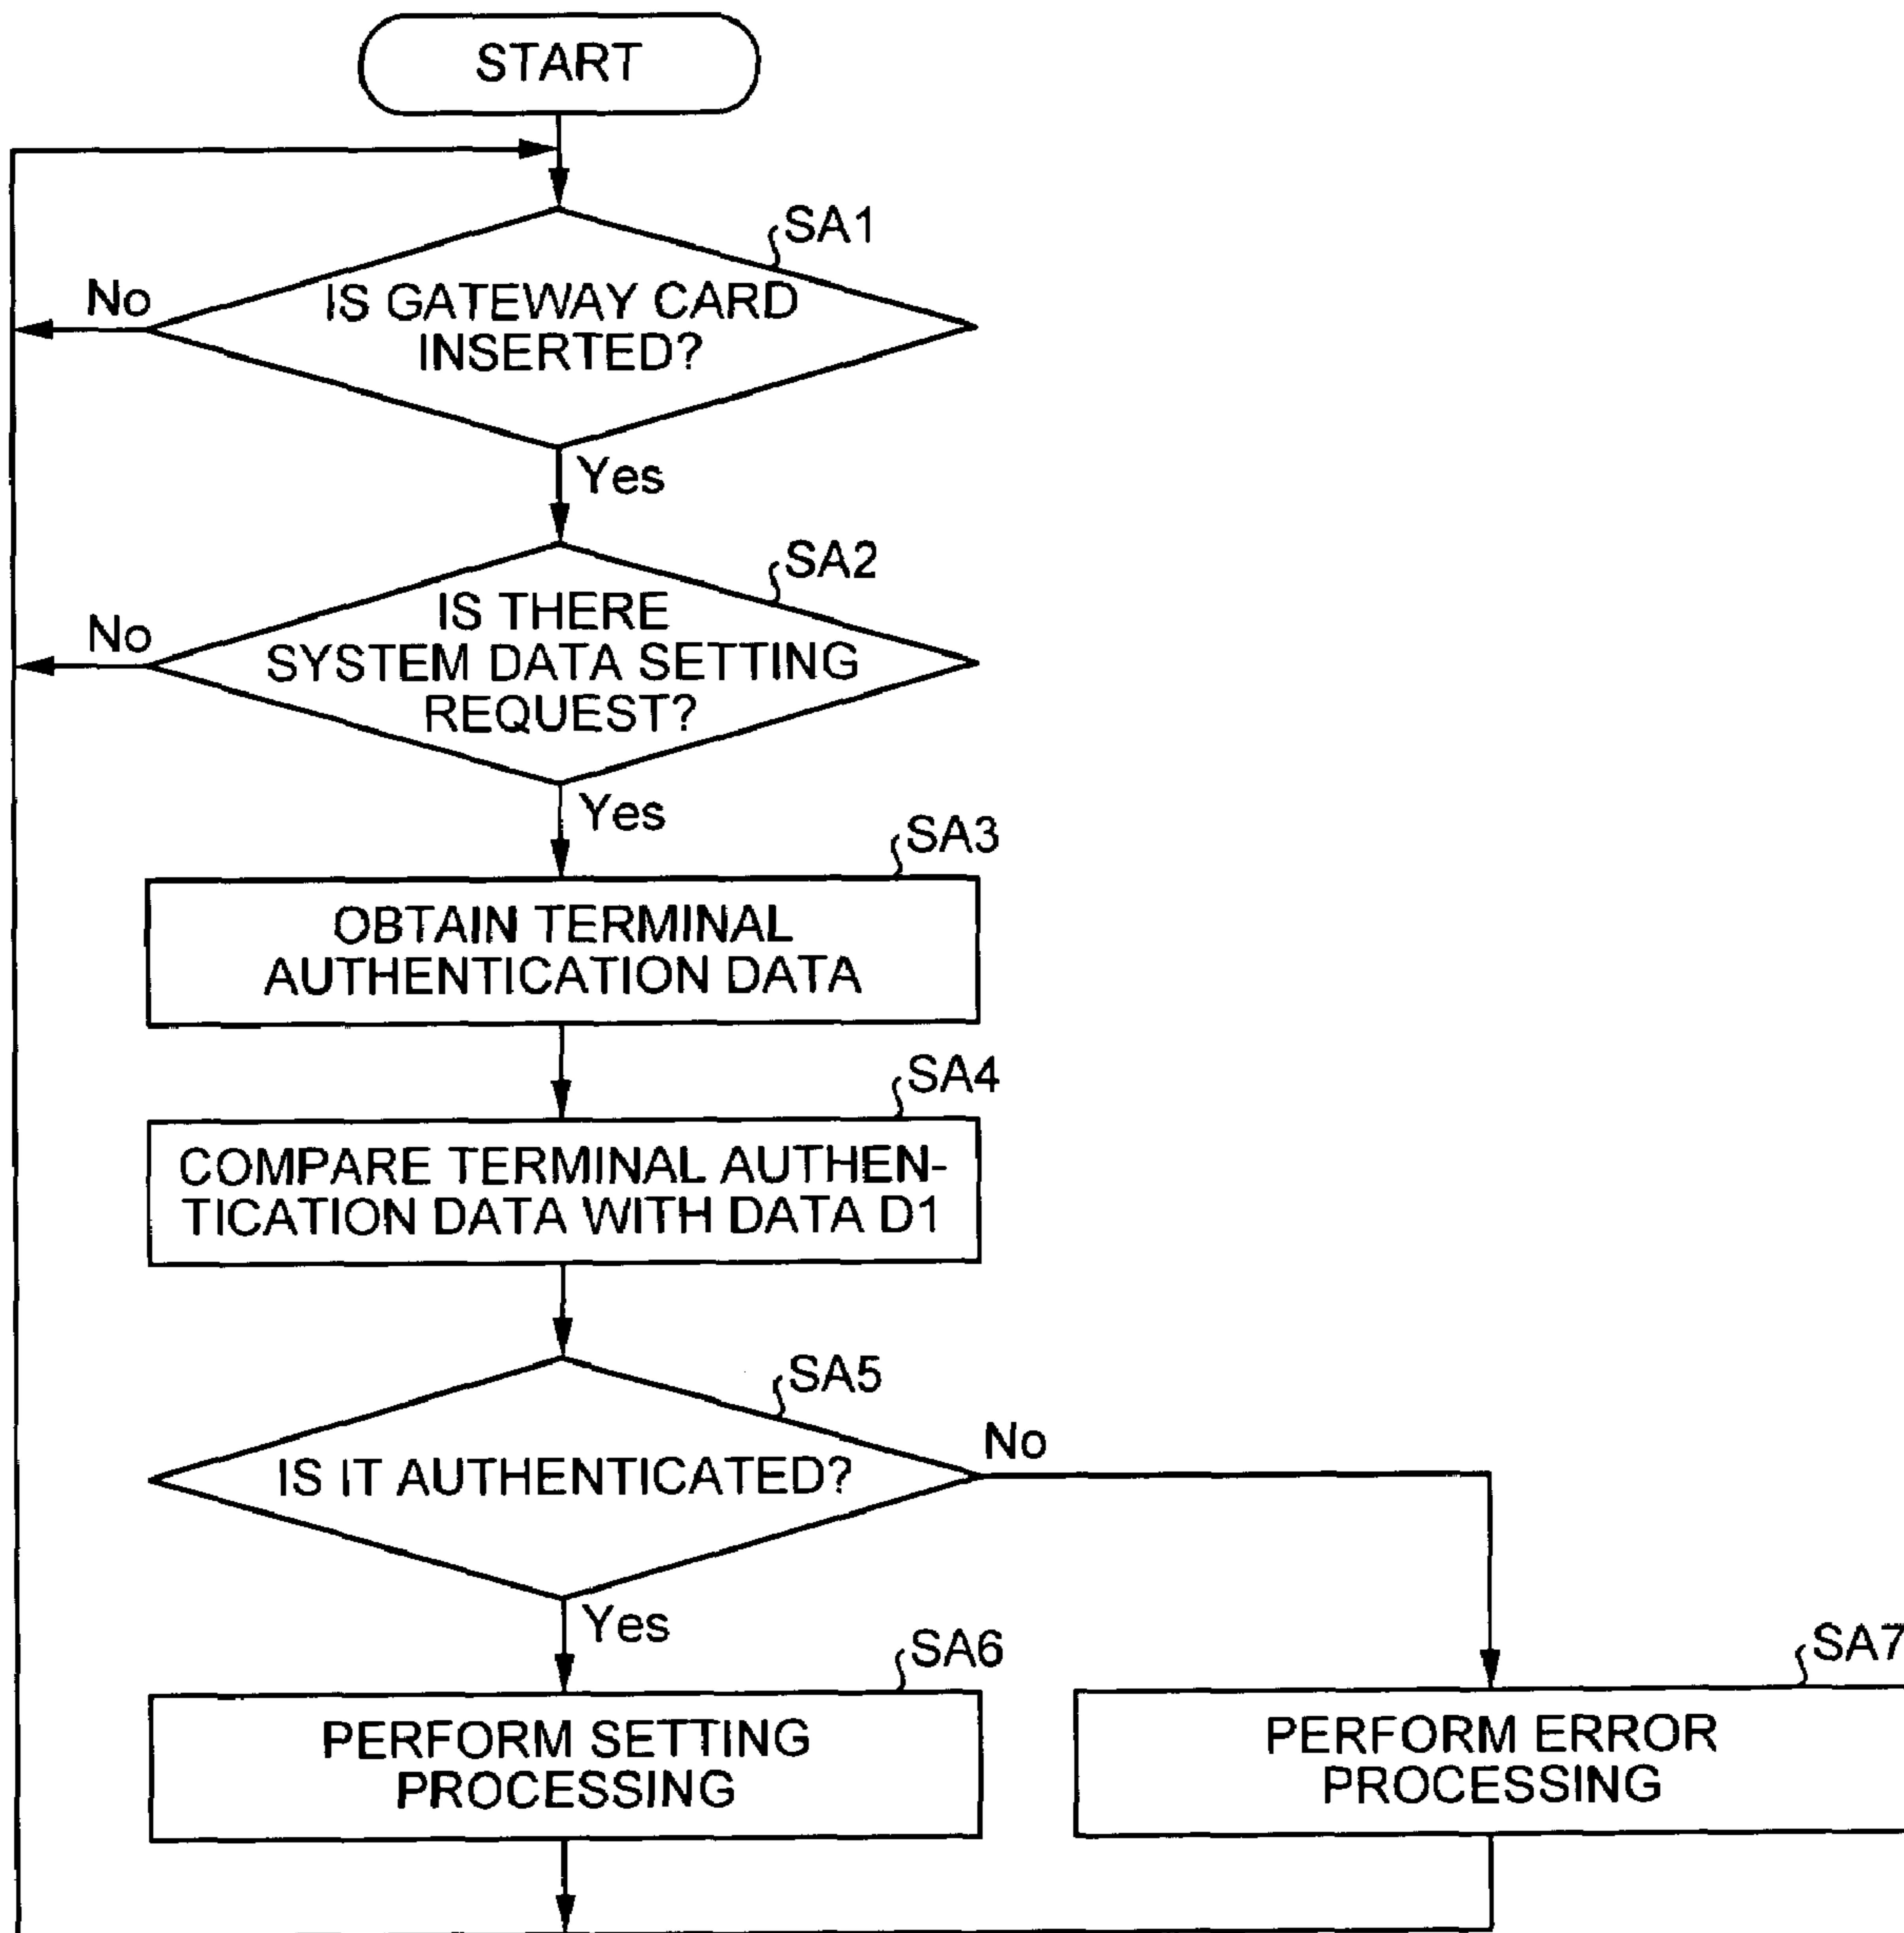 START
SA1
No
IS GATEWAY CARD
INSERTED?
Yes
SA2
No
IS THERE
SYSTEM DATA SETTING
REQUEST?
Yes
SA3
OBTAIN TERMINAL
AUTHENTICATION DATA
SA4
COMPARE TERMINAL AUTHEN-
TICATION DATA WITH DATA D1
SA5
No
IS IT AUTHENTICATED?
Yes
SA6
SA7
PERFORM SETTING
PROCESSING
PERFORM ERROR
PROCESSING